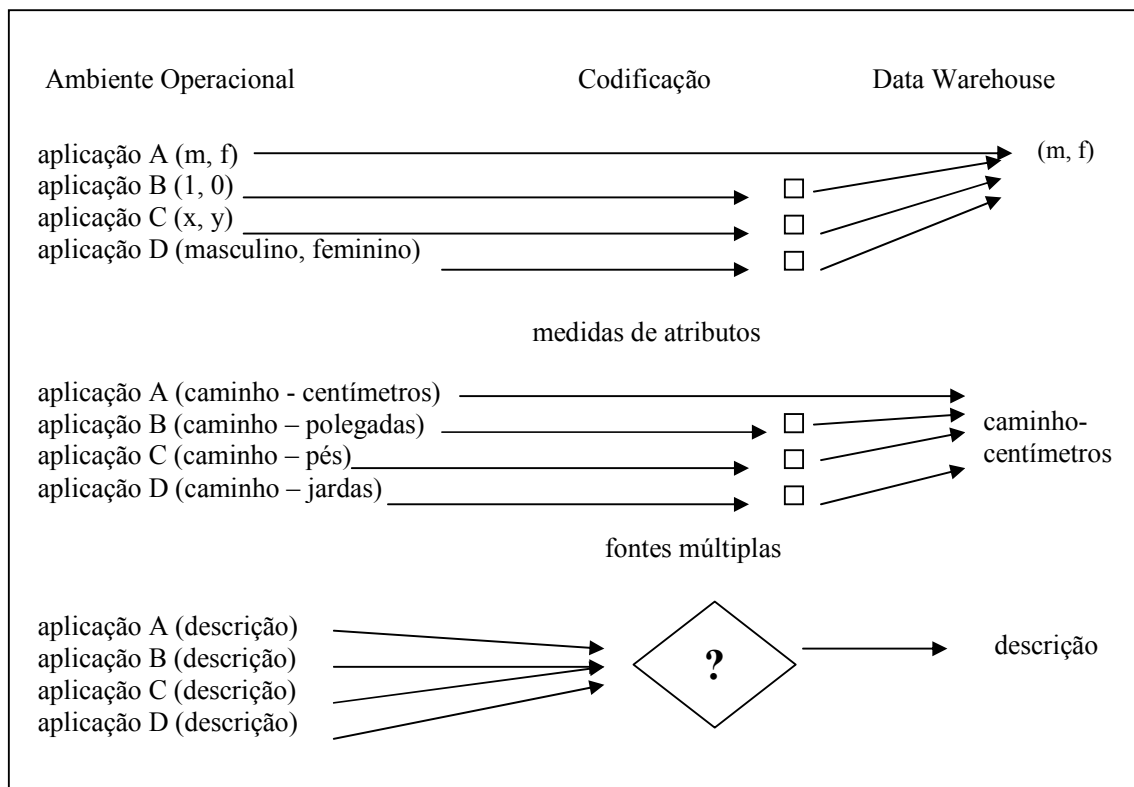 Ambiente Operacional Codificação Data Warehouse
aplicação A (m, f) (m, f)
aplicação B (1, 0)
aplicação C (x, y)
aplicação D (masculino, feminino)
medidas de atributos
aplicação A (caminho - centímetros)
aplicação B (caminho – polegadas)
aplicação C (caminho – pés)
aplicação D (caminho – jardas)
caminho-
centímetros
fontes múltiplas
aplicação A (descrição)
aplicação B (descrição)
aplicação C (descrição)
aplicação D (descrição)
?
descrição